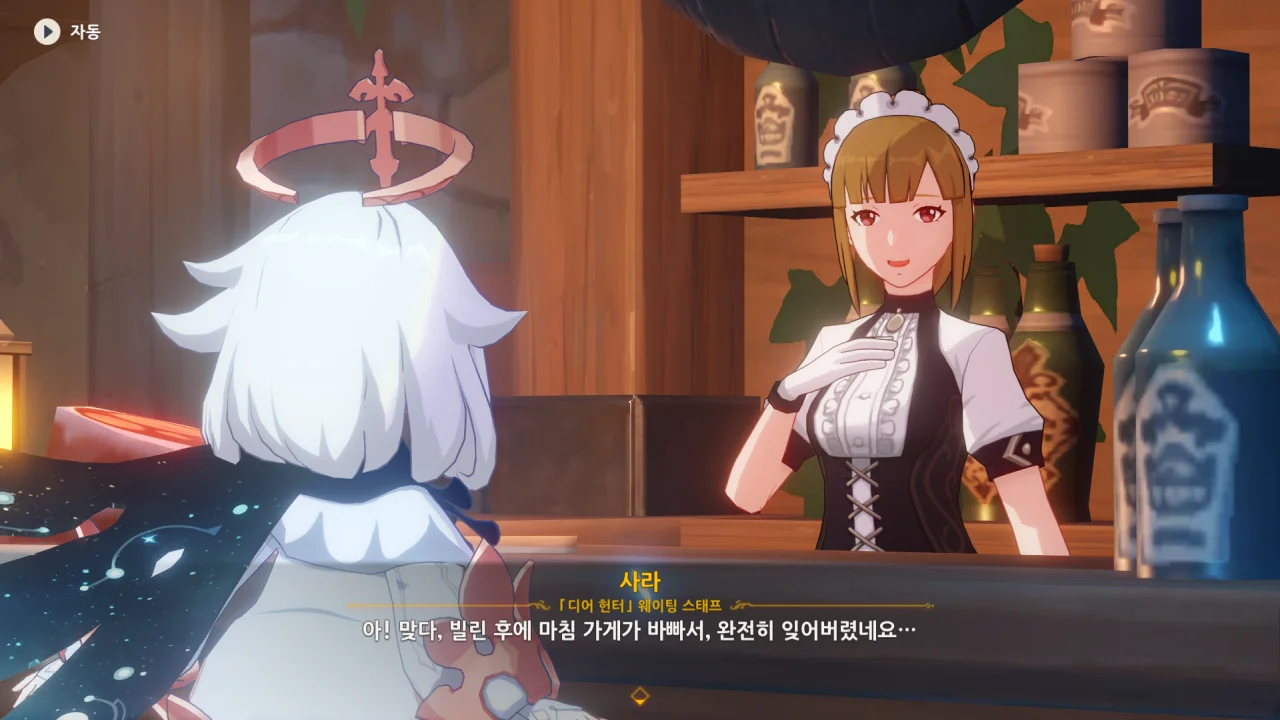 자동
사라
「디어 헌터」 웨이팅 스태프
아! 맞다, 빌린 후에 마침 가게가 바빠서, 완전히 잊어버렸네요…